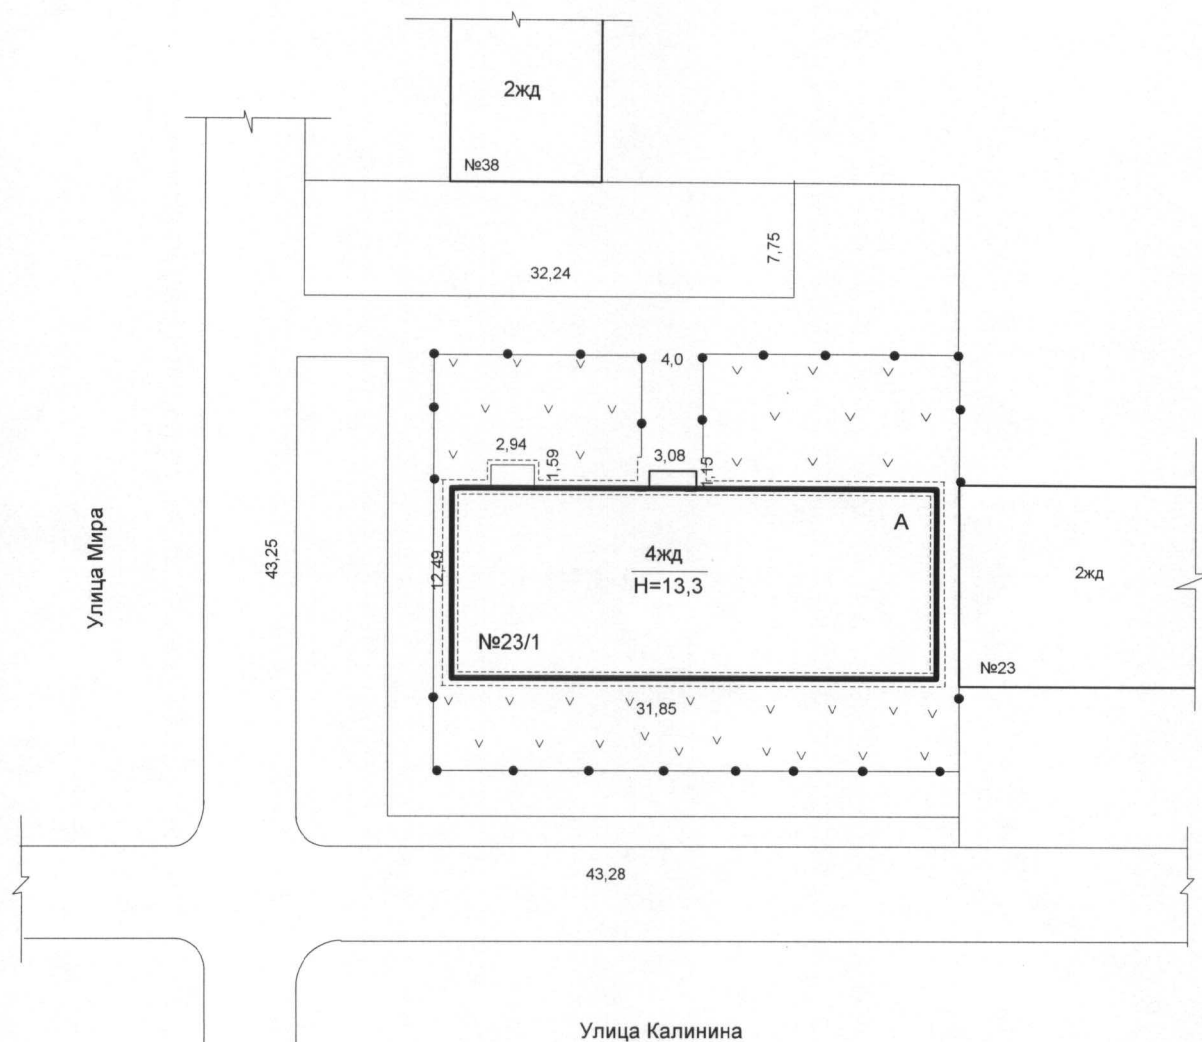 2жд
№38
7,75
32,24
4,0
2,94
1,59
3,08
1,15
А
4жд
Н=13,3
12,49
43,25
Улица Мира
2жд
№23/1
№23
31,85
43,28
Улица Калинина